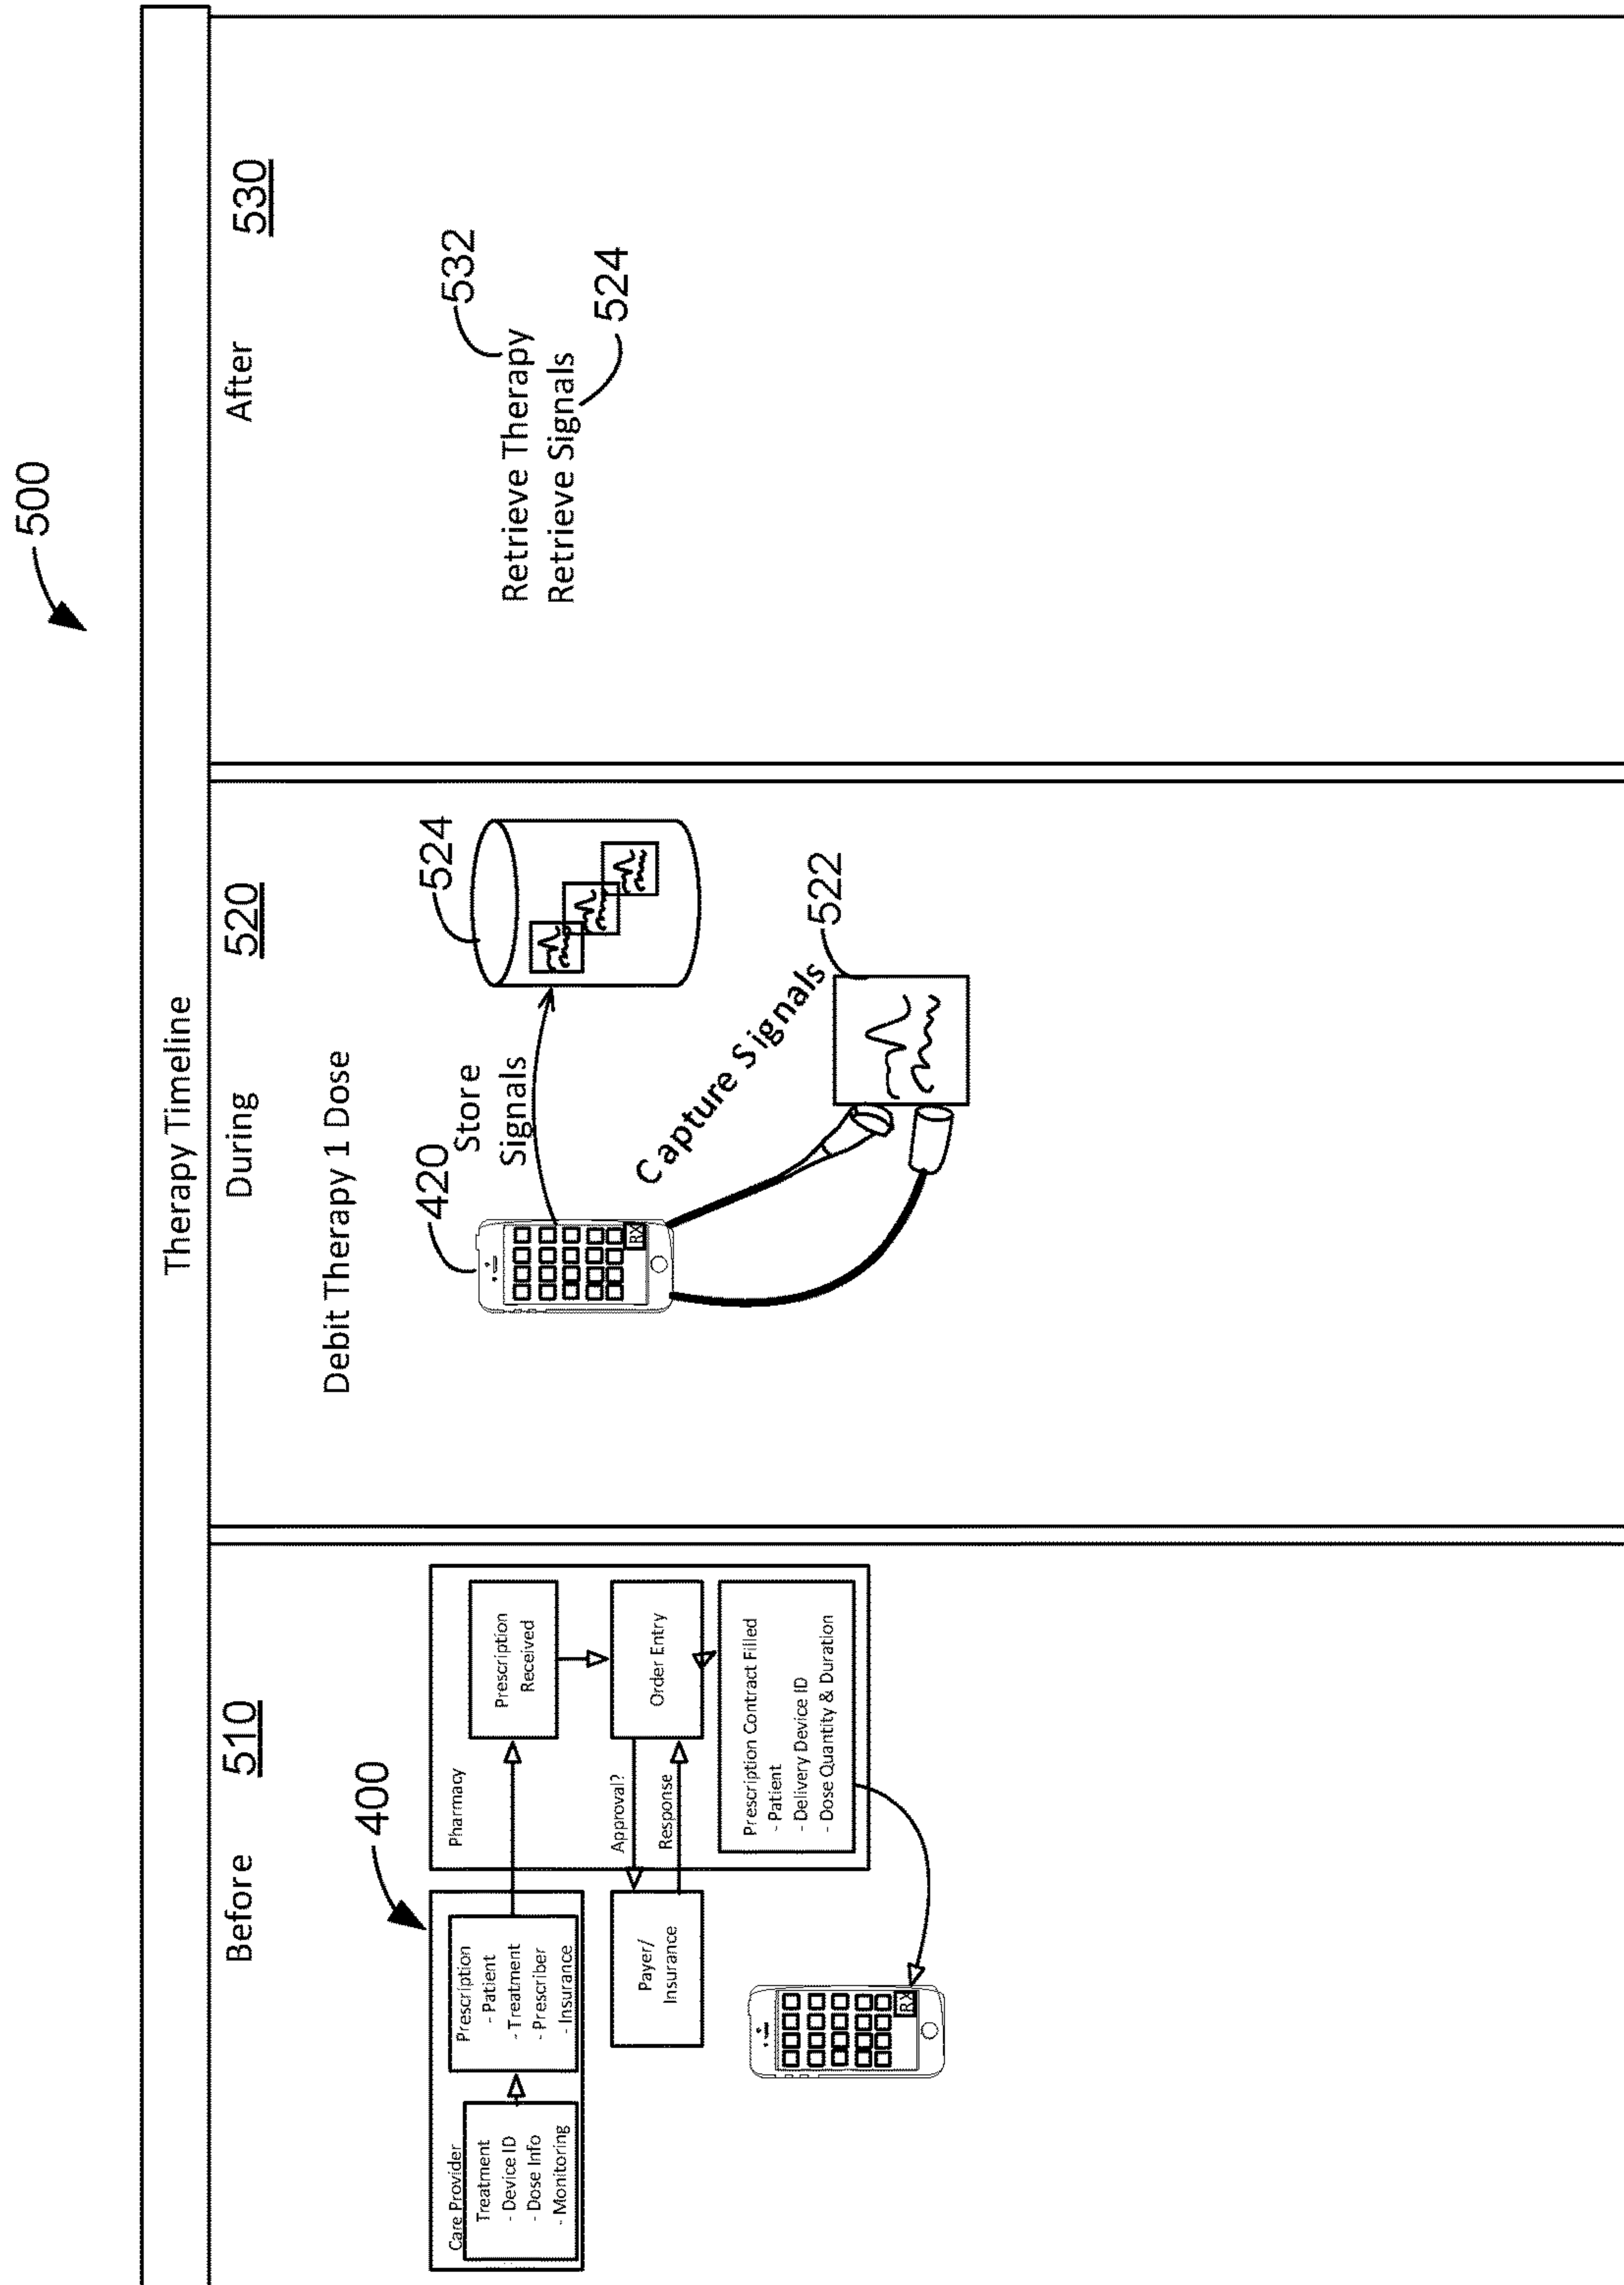 500
Therapy Timeline
Before
510
400
Care Provider
Treatment
- Device ID
- Dose Info
- Monitoring
Prescription
- Patient
- Treatment
- Prescriber
- Insurance
Pharmacy
Prescription
Received
Approval?
Response
Order Entry
Payer/
Insurance
Prescription Contract Filled
- Patient
- Delivery Device ID
- Dose Quantity & Duration
RX
During
520
Debit Therapy 1 Dose
420
Store
Signals
524
RX
Capture Signals
522
After
530
532
Retrieve Therapy
Retrieve Signals
524